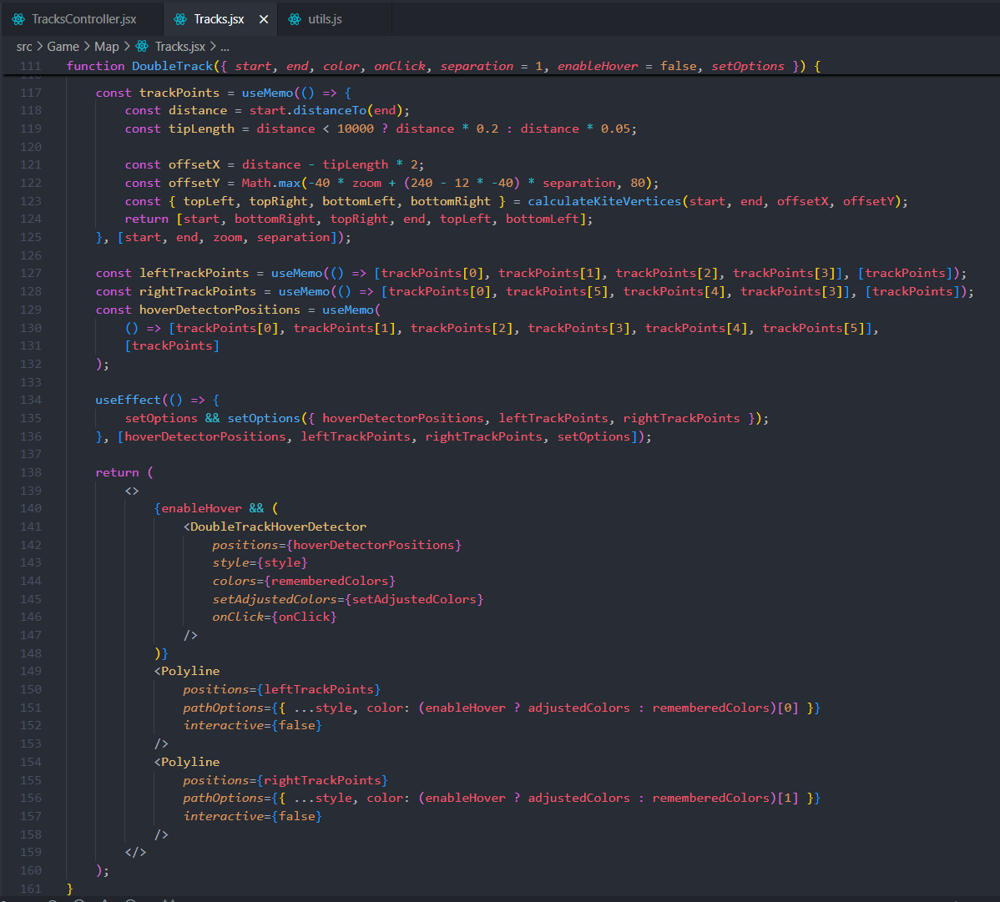 TracksController.jsx Tracks.jsx × utils.js
src > Game > Map > Tracks.jsx > ...
111 function DoubleTrack({ start, end, color, onClick, separation = 1, enableHover = false, setOptions }) {
117 const trackPoints = useMemo(() => {
118 const distance = start.distanceTo(end);
119 const tipLength = distance < 10000 ? distance * 0.2 : distance * 0.05;
120
121 const offsetX = distance - tipLength * 2;
122 const offsetY = Math.max(-40 * zoom + (240 - 12 * -40) * separation, 80);
123 const { topLeft, topRight, bottomLeft, bottomRight } = calculateKiteVertices(start, end, offsetX, offsetY);
124 return [start, bottomRight, topRight, end, topLeft, bottomLeft];
125 }, [start, end, zoom, separation]);
126
127 const leftTrackPoints = useMemo(() => [trackPoints[0], trackPoints[1], trackPoints[2], trackPoints[3]], [trackPoints]);
128 const rightTrackPoints = useMemo(() => [trackPoints[0], trackPoints[5], trackPoints[4], trackPoints[3]], [trackPoints]);
129 const hoverDetectorPositions = useMemo(
130 () => [trackPoints[0], trackPoints[1], trackPoints[2], trackPoints[3], trackPoints[4], trackPoints[5]],
131 [trackPoints]
132 );
133
134 useEffect(() => {
135 setOptions && setOptions({ hoverDetectorPositions, leftTrackPoints, rightTrackPoints });
136 }, [hoverDetectorPositions, leftTrackPoints, rightTrackPoints, setOptions]);
137
138 return (
139 <>
140 {enableHover && (
141 <DoubleTrackHoverDetector
142 positions={hoverDetectorPositions}
143 style={style}
144 colors={rememberedColors}
145 setAdjustedColors={setAdjustedColors}
146 onClick={onClick}
147 />
148 )}
149 <Polyline
150 positions={leftTrackPoints}
151 pathOptions={{ ...style, color: (enableHover ? adjustedColors : rememberedColors)[0] }}
152 interactive={false}
153 />
154 <Polyline
155 positions={rightTrackPoints}
156 pathOptions={{ ...style, color: (enableHover ? adjustedColors : rememberedColors)[1] }}
157 interactive={false}
158 />
159 </>
160 );
161 }